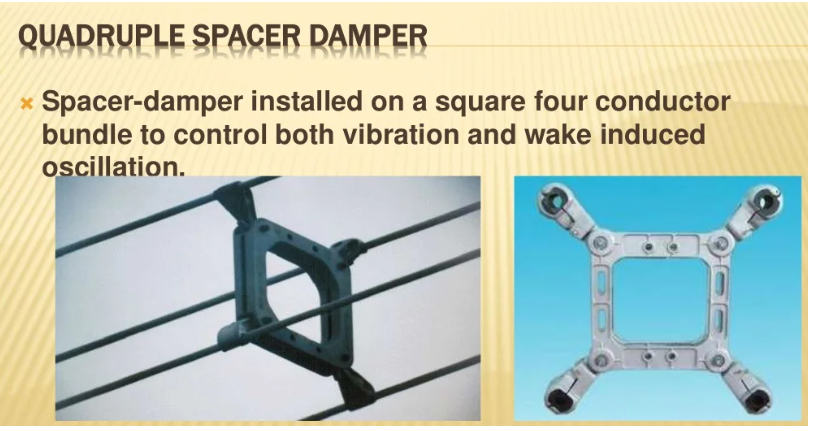 QUADRUPLE SPACER DAMPER
Spacer-damper installed on a square four conductor
bundle to control both vibration and wake induced
oscillation.